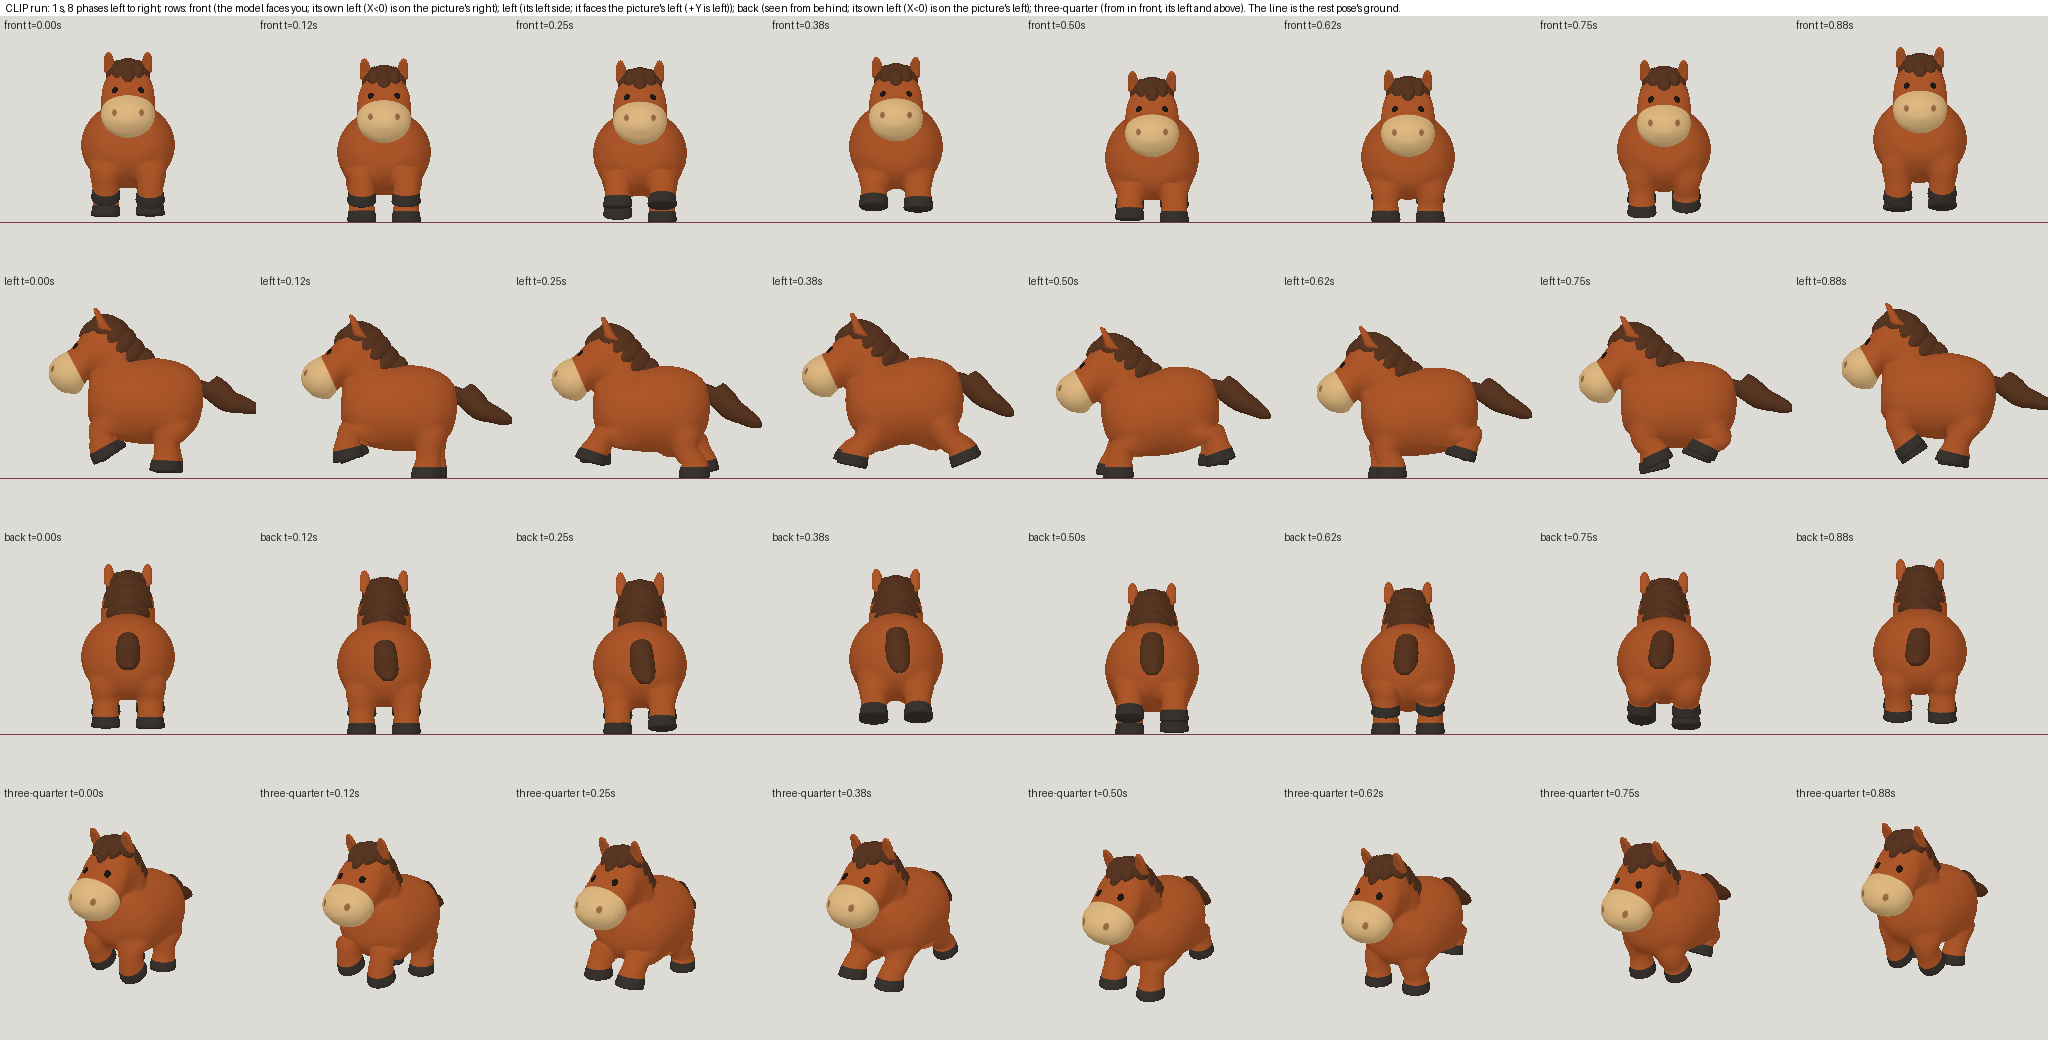 CLIP run: 1 s, 8 phases left to right; rows: front (the model faces you; its own left (X<0) is on the picture's right); left (its left side; it faces the picture's left (+Y is left)); back (seen from behind; its own left (X<0) is on the picture's left); three-quarter (from in front, its left and above). The line is the rest pose's ground.
front t=0.00s front t=0.12s front t=0.25s front t=0.38s front t=0.50s front t=0.62s front t=0.75s front t=0.88s
left t=0.00s left t=0.12s left t=0.25s left t=0.38s left t=0.50s left t=0.62s left t=0.75s left t=0.88s
back t=0.00s back t=0.12s back t=0.25s back t=0.38s back t=0.50s back t=0.62s back t=0.75s back t=0.88s
three-quarter t=0.00s three-quarter t=0.12s three-quarter t=0.25s three-quarter t=0.38s three-quarter t=0.50s three-quarter t=0.62s three-quarter t=0.75s three-quarter t=0.88s